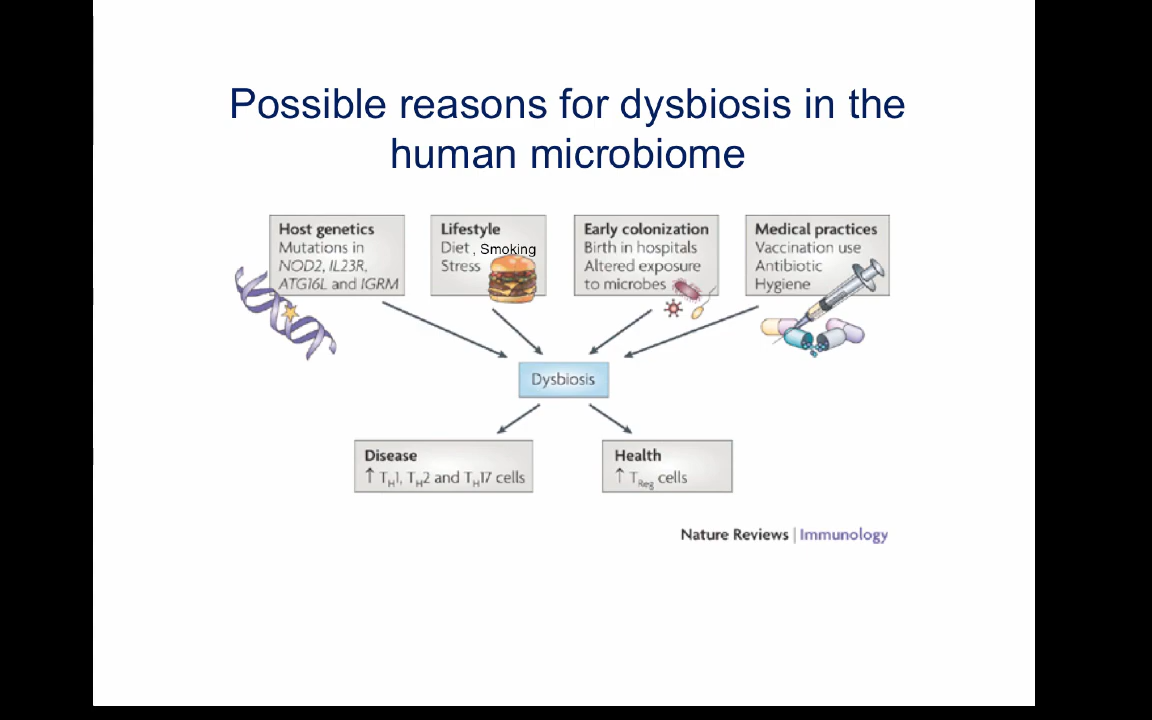 Possible reasons for dysbiosis in the
human microbiome
Host genetics
Mutations in
NOD2, IL23R,
ATG16L and IGRM
Lifestyle
Diet , Smoking
Stress
Early colonization
Birth in hospitals
Altered exposure
to microbes
Medical practices
Vaccination use
Antibiotic
Hygiene
Dysbiosis
Disease
↑ TH1, TH2 and TH17 cells
Health
↑ TReg cells
Nature Reviews | Immunology